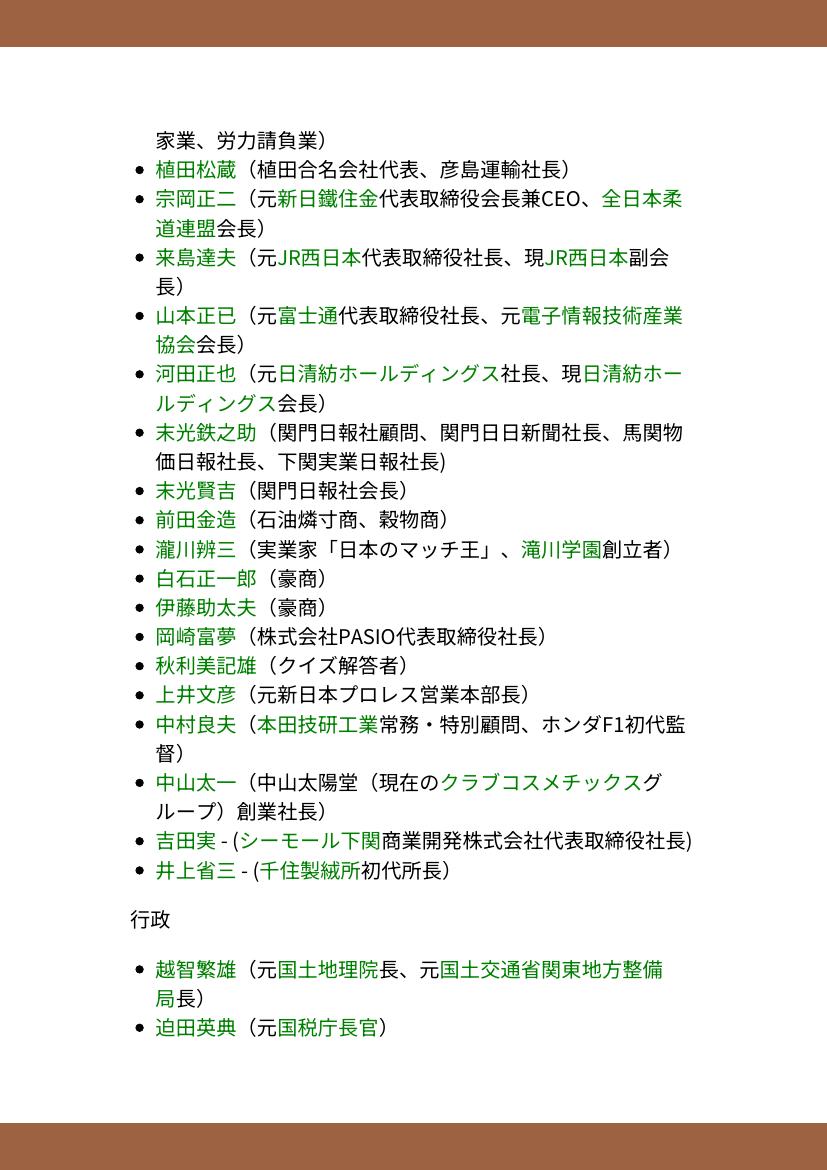 家業、労力請負業）
• 植田松蔵（植田合名会社代表、彦島運輸社長）
• 宗岡正二（元新日鐵住金代表取締役会長兼CEO、全日本柔
道連盟会長）
• 来島達夫（元JR西日本代表取締役社長、現JR西日本副会
長）
• 山本正已（元富士通代表取締役社長、元電子情報技術産業
協会会長）
• 河田正也（元日清紡ホールディングス社長、現日清紡ホー
ルディングス会長）
• 末光鉄之助（関門日報社顧問、関門日日新聞社長、馬関物
価日報社長、下関実業日報社長)
• 末光賢吉（関門日報社会長）
• 前田金造（石油燐寸商、穀物商）
• 瀧川辨三（実業家「日本のマッチ王」、滝川学園創立者）
• 白石正一郎（豪商）
• 伊藤助太夫（豪商）
• 岡崎富夢（株式会社PASIO代表取締役社長）
• 秋利美記雄（クイズ解答者）
• 上井文彦（元新日本プロレス営業本部長）
• 中村良夫（本田技研工業常務・特別顧問、ホンダF1初代監
督）
• 中山太一（中山太陽堂（現在のクラブコスメチックスグ
ループ）創業社長）
• 吉田実 - (シーモール下関商業開発株式会社代表取締役社長)
• 井上省三 - (千住製絨所初代所長）
行政
• 越智繁雄（元国土地理院長、元国土交通省関東地方整備
局長）
• 迫田英典（元国税庁長官）